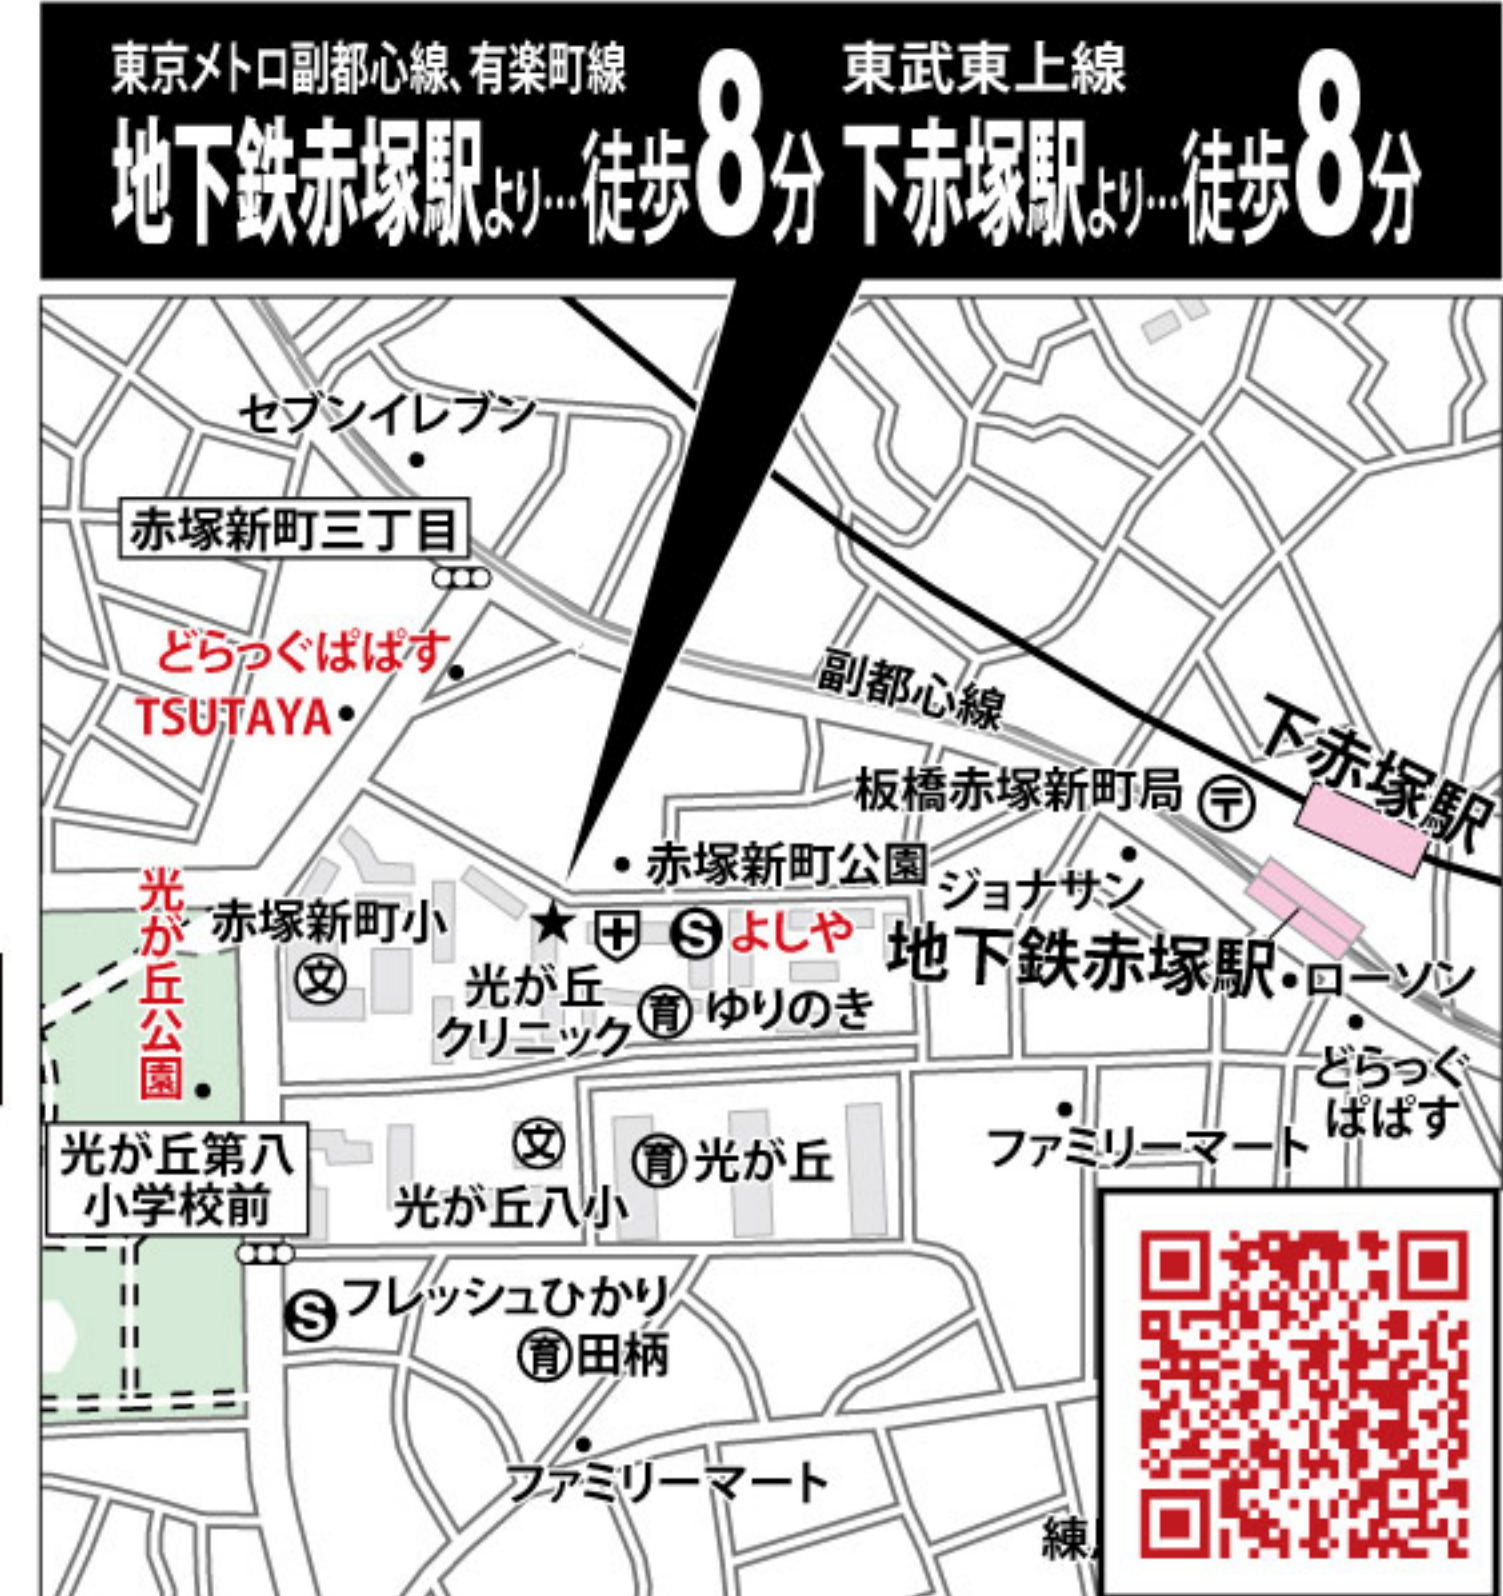 東京メトロ副都心線、有楽町線
地下鉄赤塚駅より…徒歩8分
東武東上線
下赤塚駅より…徒歩8分
セブンイレブン
赤塚新町三丁目
どらっぐぱぱす
TSUTAYA
副都心線
下赤塚駅
板橋赤塚新町局
〒
赤塚新町公園
ジョナサン
光が丘公園
赤塚新町小
文
★
S よしや
地下鉄赤塚駅
ローソン
光が丘
クリニック
育 ゆりのき
どらっぐ
ぱぱす
ファミリーマート
光が丘第八
小学校前
文
光が丘八小
育 光が丘
S フレッシュひかり
育 田柄
ファミリーマート
練